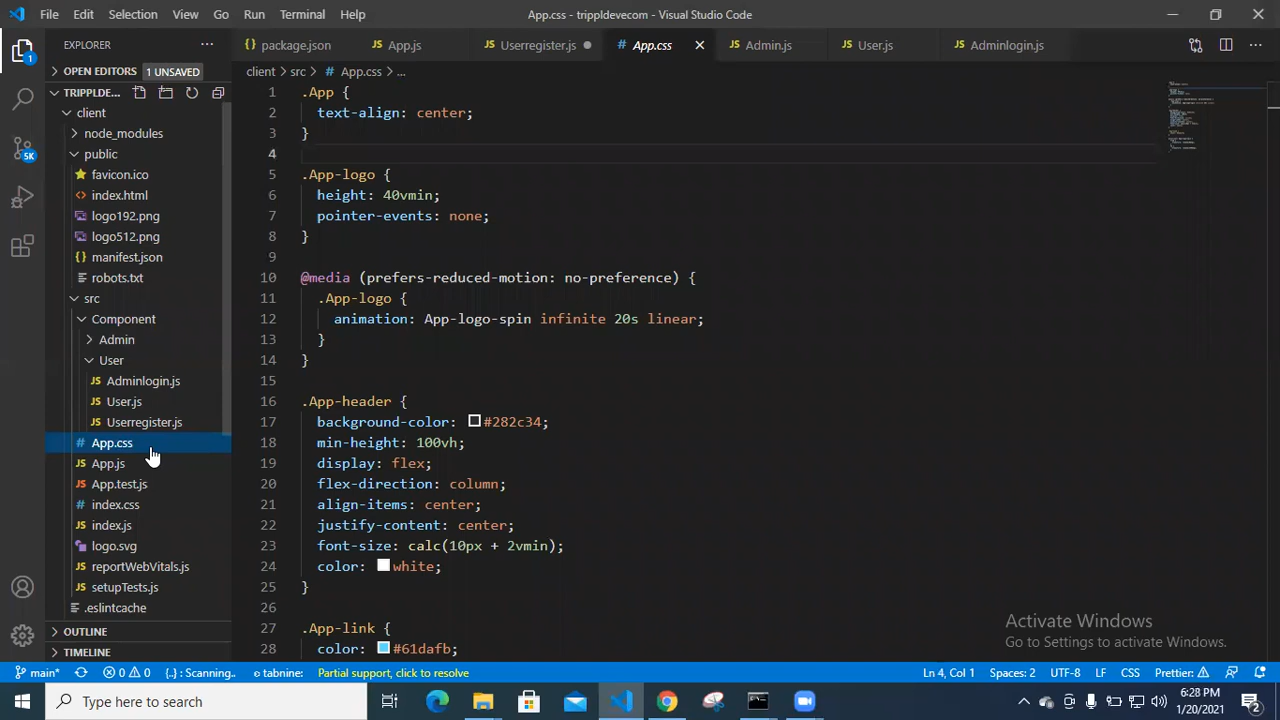 File Edit Selection View Go Run Terminal Help
App.css - trippldevecom - Visual Studio Code
EXPLORER
OPEN EDITORS 1 UNSAVED
TRIPPLDE...
client
node_modules
public
favicon.ico
index.html
logo192.png
logo512.png
manifest.json
robots.txt
src
Component
Admin
User
Adminlogin.js
User.js
Userregister.js
App.css
App.js
App.test.js
index.css
index.js
logo.svg
reportWebVitals.js
setupTests.js
.eslintcache
OUTLINE
TIMELINE
1
5K
package.json App.js Userregister.js App.css Admin.js User.js Adminlogin.js
client > src > # App.css > ...
1 .App {
2 text-align: center;
3 }
4
5 .App-logo {
6 height: 40vmin;
7 pointer-events: none;
8 }
9
10 @media (prefers-reduced-motion: no-preference) {
11 .App-logo {
12 animation: App-logo-spin infinite 20s linear;
13 }
14 }
15
16 .App-header {
17 background-color: #282c34;
18 min-height: 100vh;
19 display: flex;
20 flex-direction: column;
21 align-items: center;
22 justify-content: center;
23 font-size: calc(10px + 2vmin);
24 color: white;
25 }
26
27 .App-link {
28 color: #61dafb;
Activate Windows
Go to Settings to activate Windows.
main* 0 0 {..} : Scanning.. tabnine: Partial support, click to resolve Ln 4, Col 1 Spaces: 2 UTF-8 LF CSS Prettier:
Type here to search
6:28 PM
1/20/2021
2